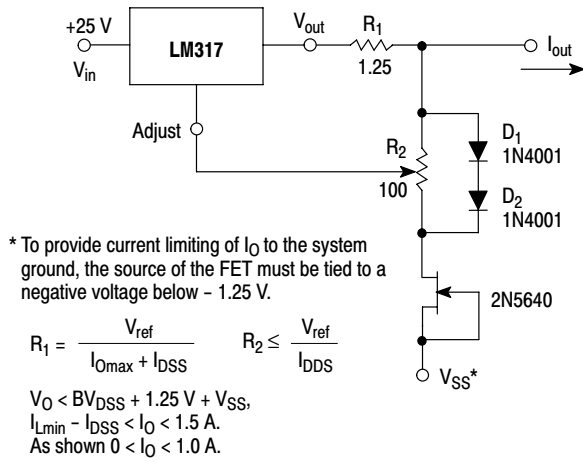 +25 V
V_in
LM317
V_out
R_1
1.25
I_out
Adjust
R_2
100
D_1
1N4001
D_2
1N4001
2N5640
V_SS*
* To provide current limiting of I_O to the system
ground, the source of the FET must be tied to a
negative voltage below – 1.25 V.
R_1 = V_ref / (I_Omax + I_DSS)
R_2 ≤ V_ref / I_DDS
V_O < BV_DSS + 1.25 V + V_SS,
I_Lmin – I_DSS < I_O < 1.5 A.
As shown 0 < I_O < 1.0 A.